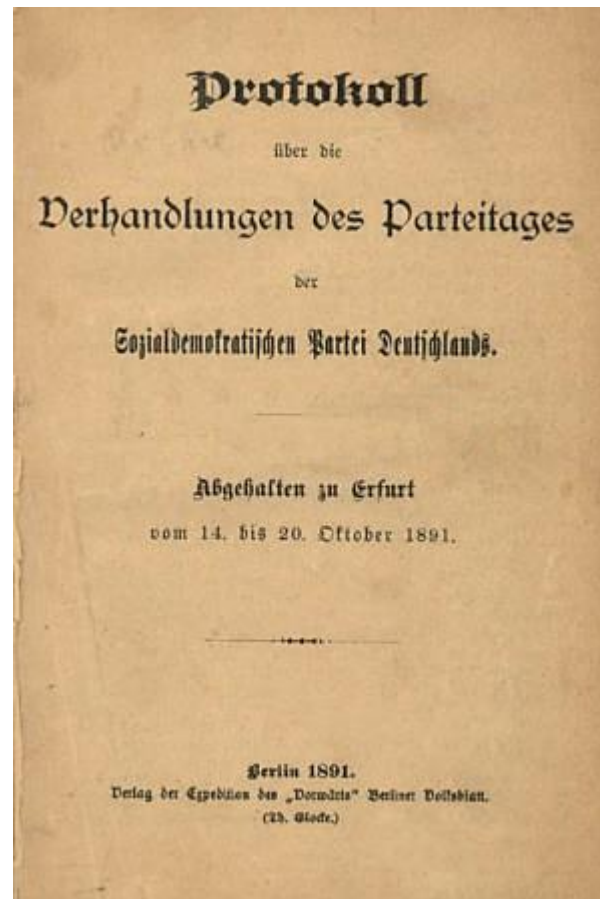 Protokoll
über die
Verhandlungen des Parteitages
der
Sozialdemokratischen Partei Deutschlands.
Abgehalten zu Erfurt
vom 14. bis 20. Oktober 1891.
Berlin 1891.
Verlag der Expedition des „Vorwärts“ Berliner Volksblatt.
(Th. Glocke.)